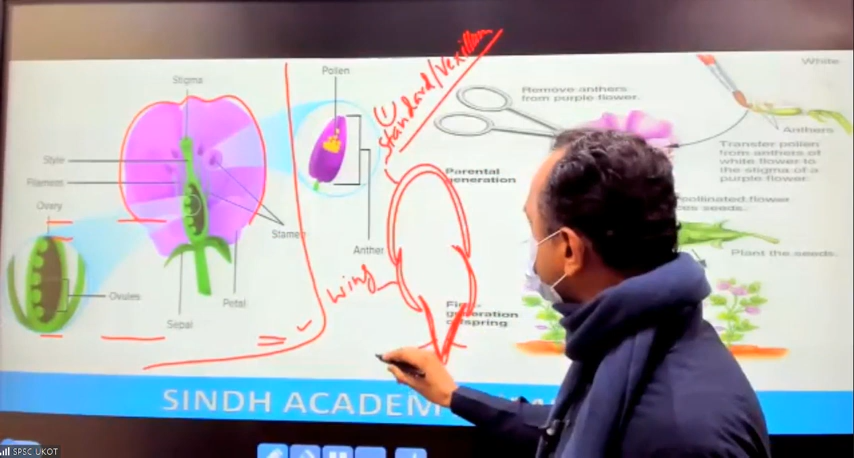 Stigma
Pollen
Style
Filament
Ovary
Ovules
Sepal
Petal
Anther
① Standard/Vexillum
Wing
Remove anthers
from purple flower.
Parental
generation
White
Anthers
Transfer pollen
from anthers of
white flower to
the stigma of a
purple flower.
Plant the seeds.
offspring
SINDH ACADEM
SPSC UKOT